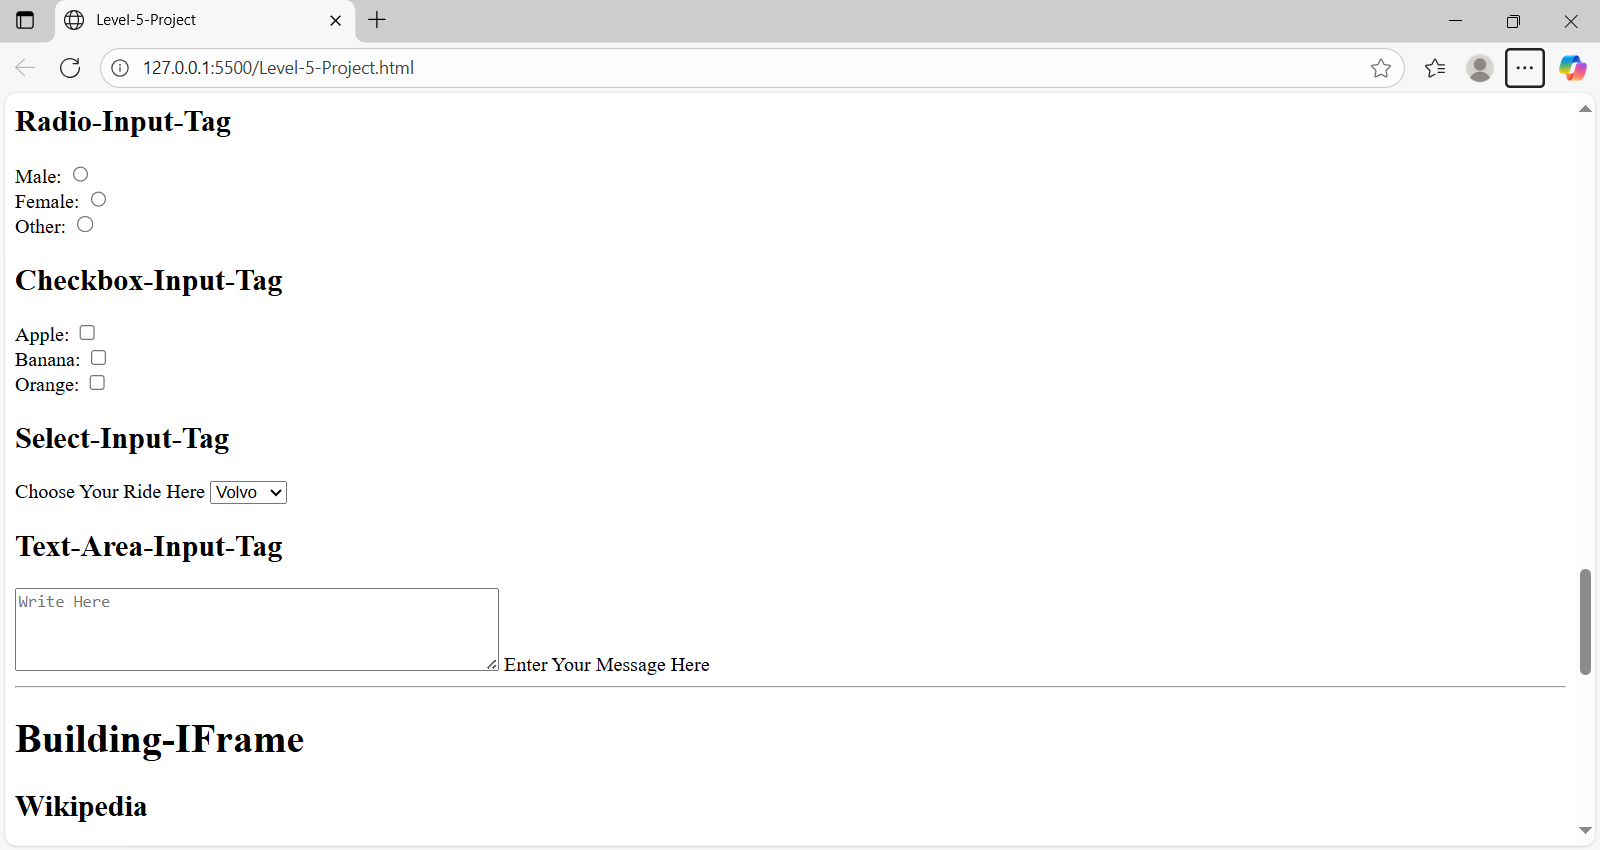 Level-5-Project
127.0.0.1:5500/Level-5-Project.html
Radio-Input-Tag
Male:
Female:
Other:
Checkbox-Input-Tag
Apple:
Banana:
Orange:
Select-Input-Tag
Choose Your Ride Here Volvo
Text-Area-Input-Tag
Write Here
Enter Your Message Here
Building-IFrame
Wikipedia